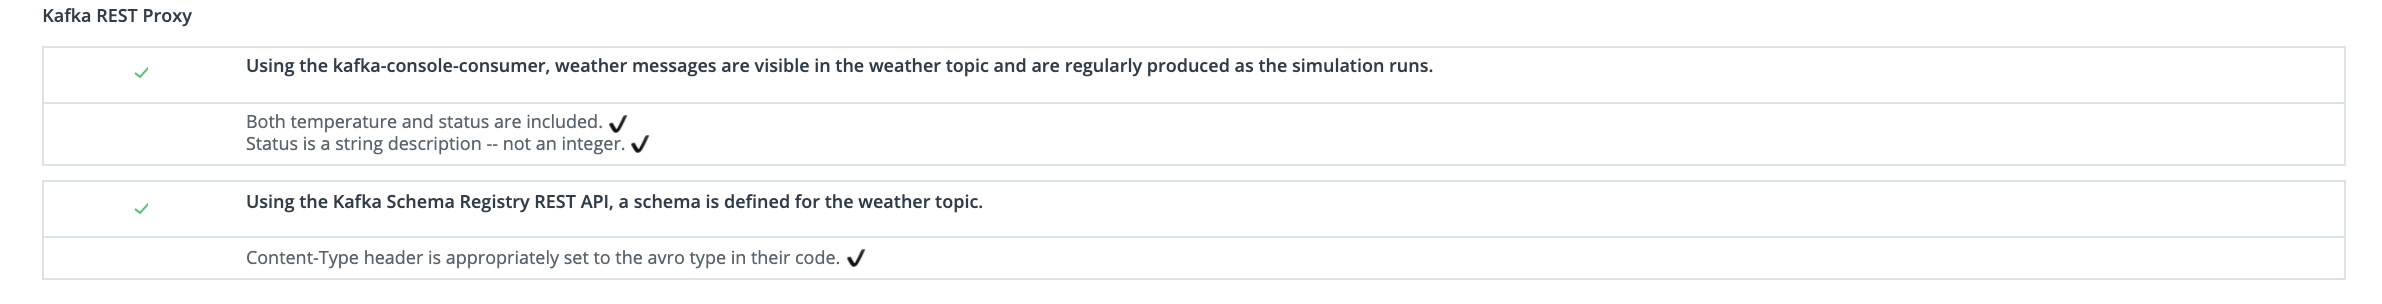 Kafka REST Proxy
Using the kafka-console-consumer, weather messages are visible in the weather topic and are regularly produced as the simulation runs.
Both temperature and status are included. ✔
Status is a string description -- not an integer. ✔
Using the Kafka Schema Registry REST API, a schema is defined for the weather topic.
Content-Type header is appropriately set to the avro type in their code. ✔